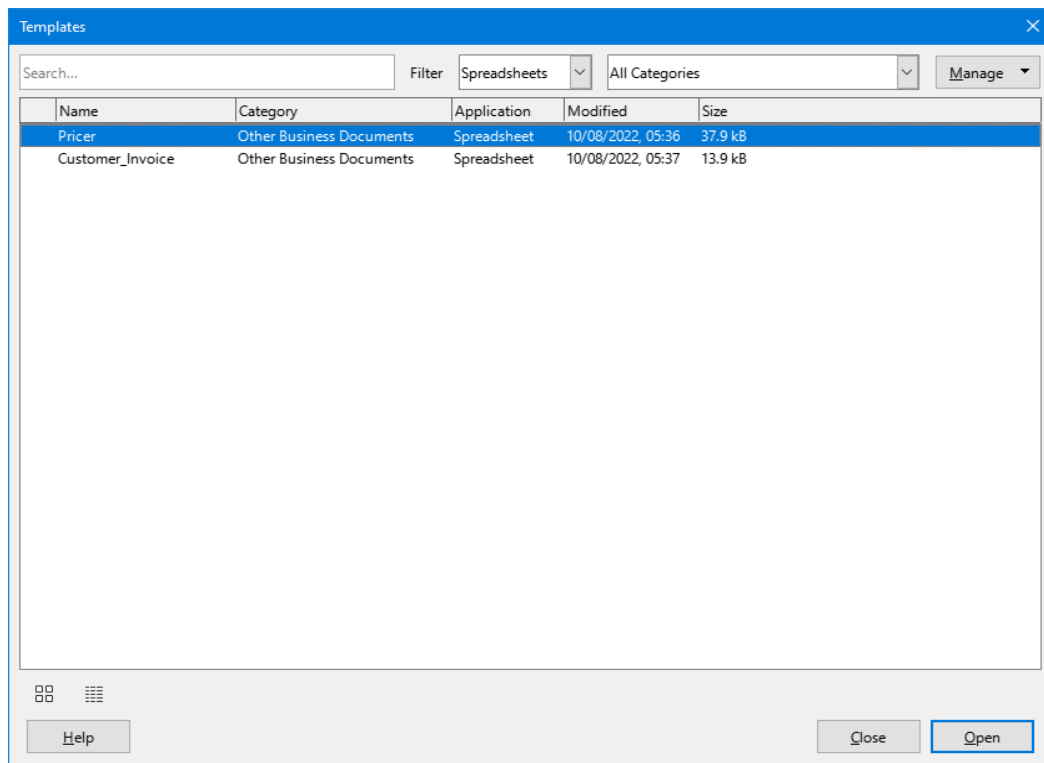 Templates
Search... Filter Spreadsheets All Categories Manage
Name Category Application Modified Size
Pricer Other Business Documents Spreadsheet 10/08/2022, 05:36 37.9 kB
Customer_Invoice Other Business Documents Spreadsheet 10/08/2022, 05:37 13.9 kB
Help Close Open